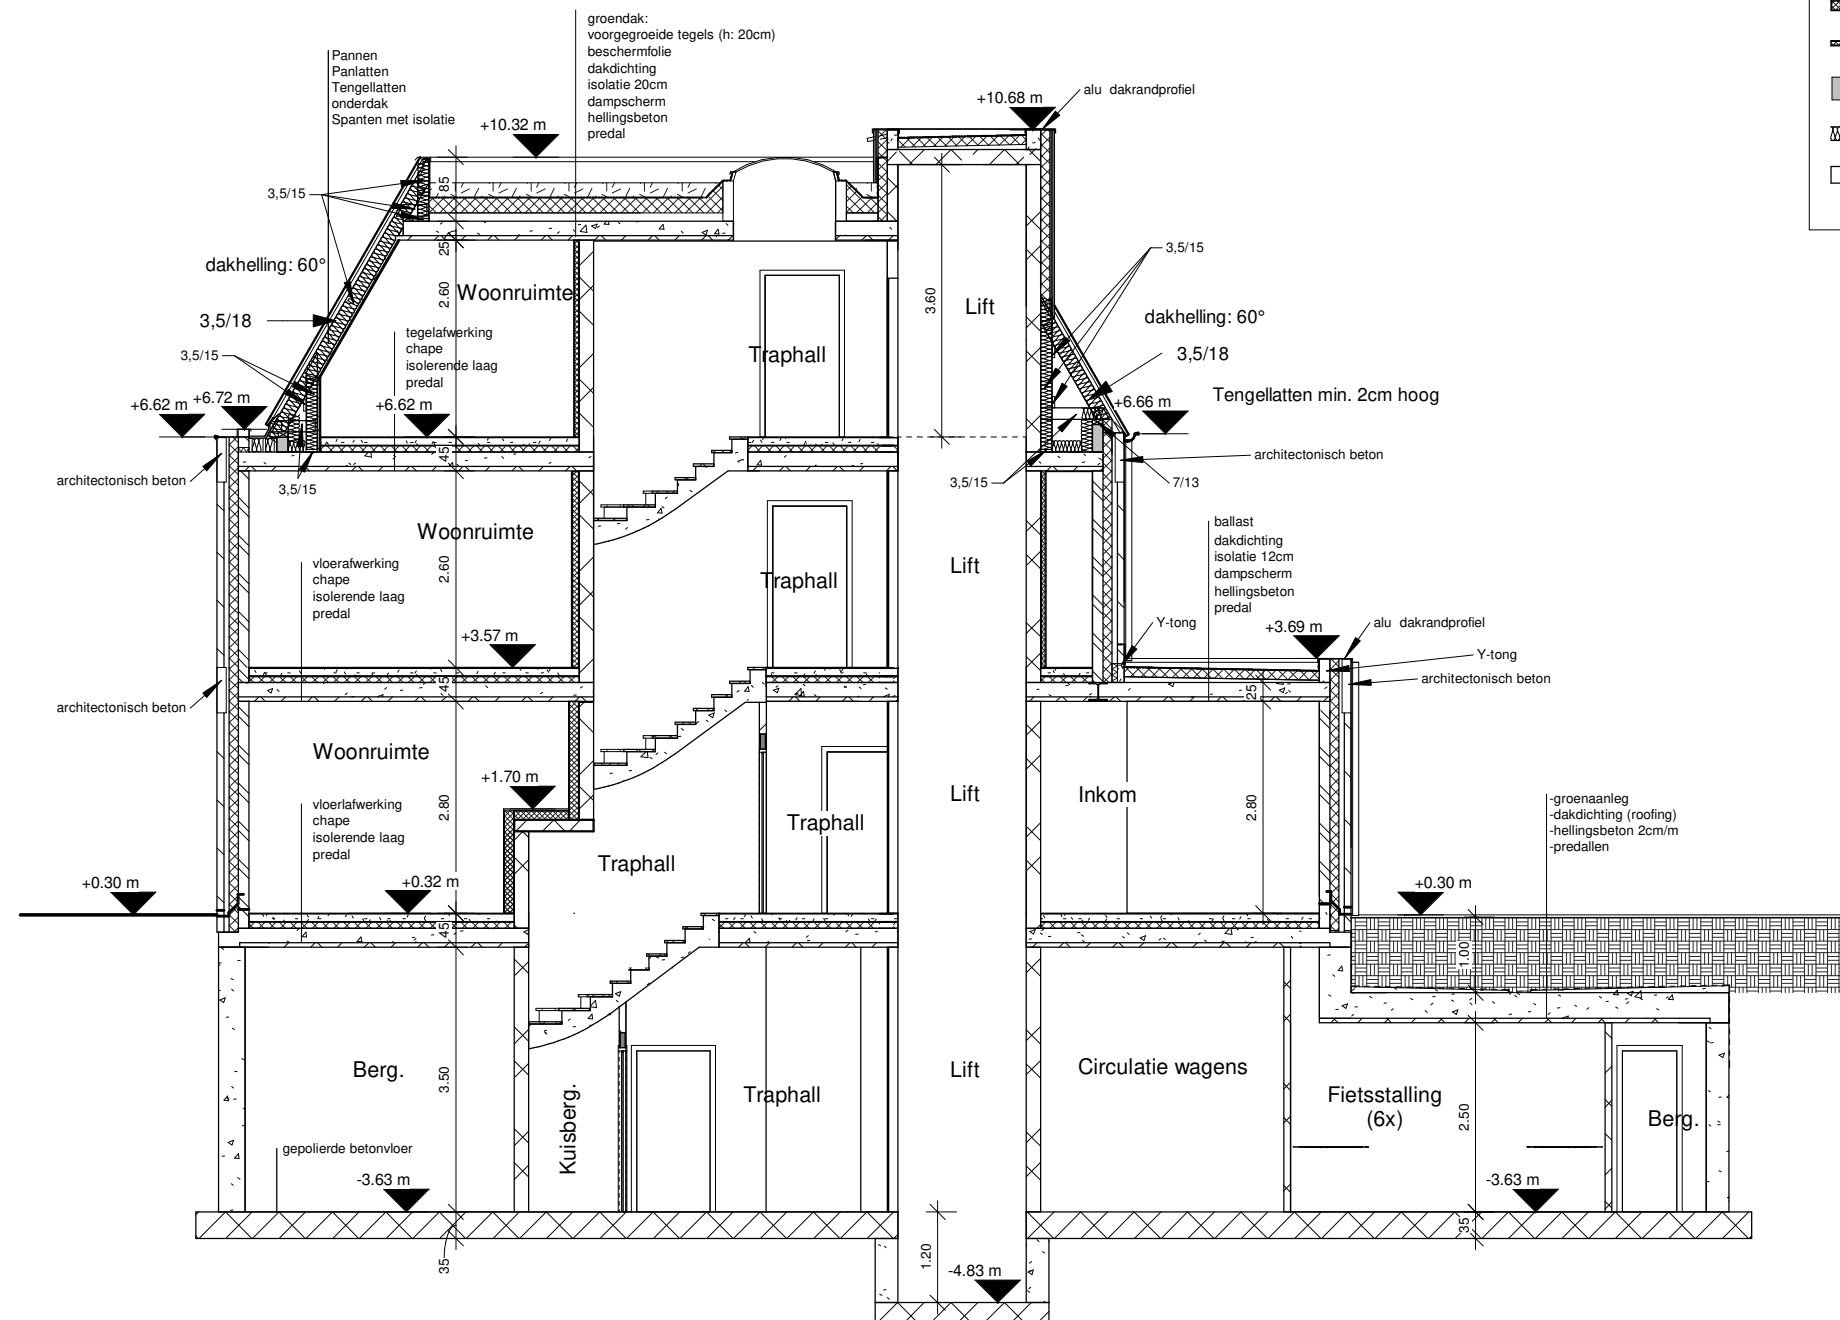 groendak:
voorgegroeide tegels (h: 20cm)
beschermfolie
dakdichting
isolatie 20cm
dampscherm
hellingsbeton
predal
Pannen
Panlatten
Tengellatten
onderdak
Spanten met isolatie
+10.32 m
+10.68 m
alu dakrandprofiel
3,5/15
85
25
dakhelling: 60°
2.60
Woonruimte
3,5/18
3,5/15
tegelafwerking
chape
isolerende laag
predal
Traphall
3.60
Lift
3,5/15
dakhelling: 60°
3,5/18
Tengellatten min. 2cm hoog
+6.62 m
+6.72 m
+6.62 m
+6.66 m
45
architectonisch beton
3,5/15
3,5/15
architectonisch beton
7/13
Woonruimte
2.60
vloerafwerking
chape
isolerende laag
predal
Traphall
Lift
ballast
dakdichting
isolatie 12cm
dampscherm
hellingsbeton
predal
Y-tong
+3.57 m
+3.69 m
alu dakrandprofiel
Y-tong
architectonisch beton
45
25
architectonisch beton
Woonruimte
+1.70 m
2.80
vloerlafwerking
chape
isolerende laag
predal
Traphall
Traphall
Lift
Inkom
2.80
-groenaanleg
-dakdichting (roofing)
-hellingsbeton 2cm/m
-predallen
+0.30 m
+0.32 m
+0.30 m
45
1.00
Berg.
3.50
Kuisberg.
Traphall
Lift
Circulatie wagens
Fietsstalling
(6x)
2.50
Berg.
gepolierde betonvloer
-3.63 m
-3.63 m
35
35
1.20
-4.83 m